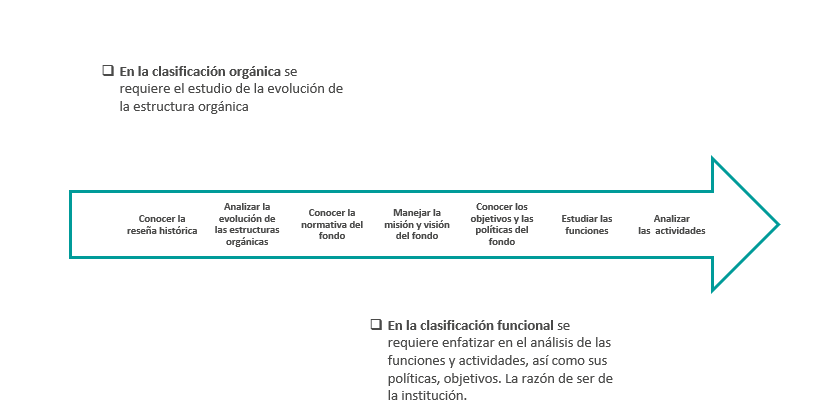 ❑ En la clasificación orgánica se
requiere el estudio de la evolución de
la estructura orgánica
Conocer la
reseña histórica
Analizar la
evolución de
las estructuras
orgánicas
Conocer la
normativa del
fondo
Manejar la
misión y visión
del fondo
Conocer los
objetivos y las
políticas del
fondo
Estudiar las
funciones
Analizar
las actividades
❑ En la clasificación funcional se
requiere enfatizar en el análisis de las
funciones y actividades, así como sus
políticas, objetivos. La razón de ser de
la institución.